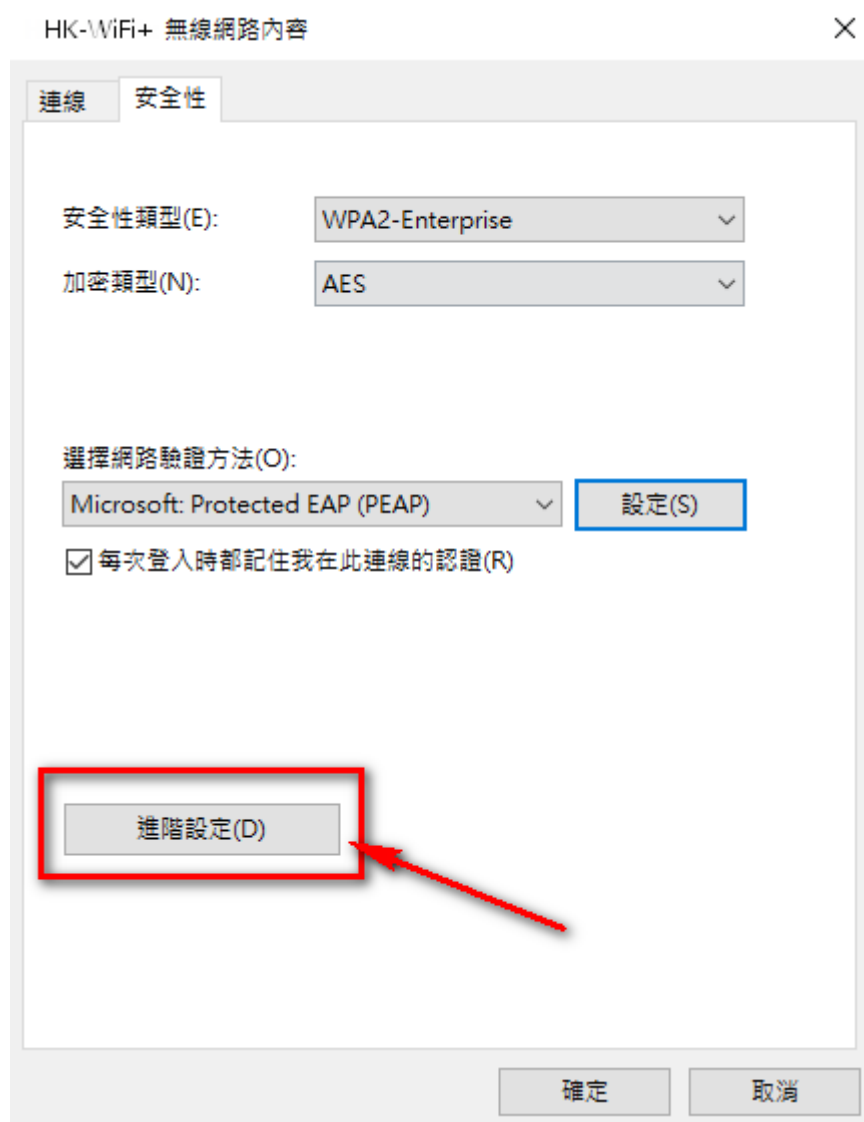 HK-WiFi+ 無線網路內容
連線 安全性
安全性類型(E): WPA2-Enterprise
加密類型(N): AES
選擇網路驗證方法(O):
Microsoft: Protected EAP (PEAP) 設定(S)
每次登入時都記住我在此連線的認證(R)
進階設定(D)
確定 取消